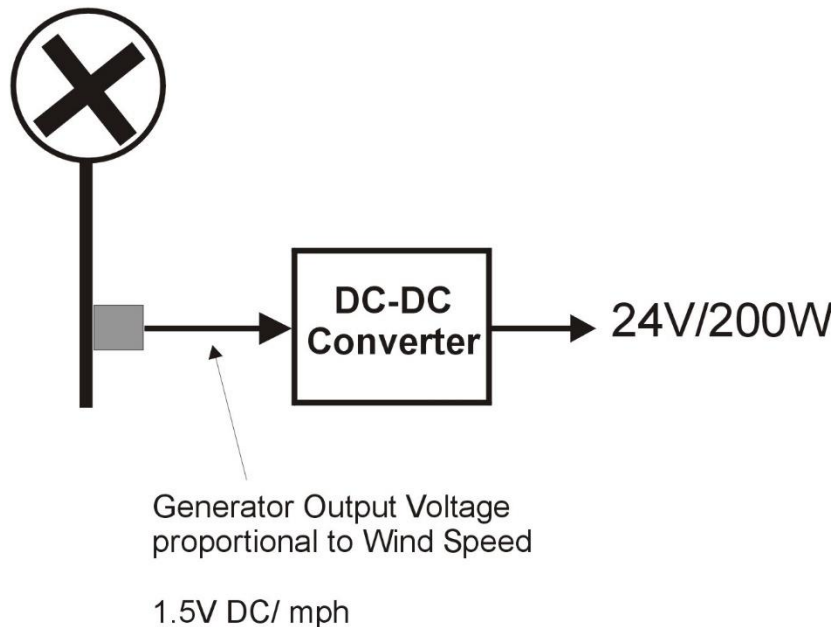 DC-DC
Converter
24V/200W
Generator Output Voltage
proportional to Wind Speed
1.5V DC/ mph